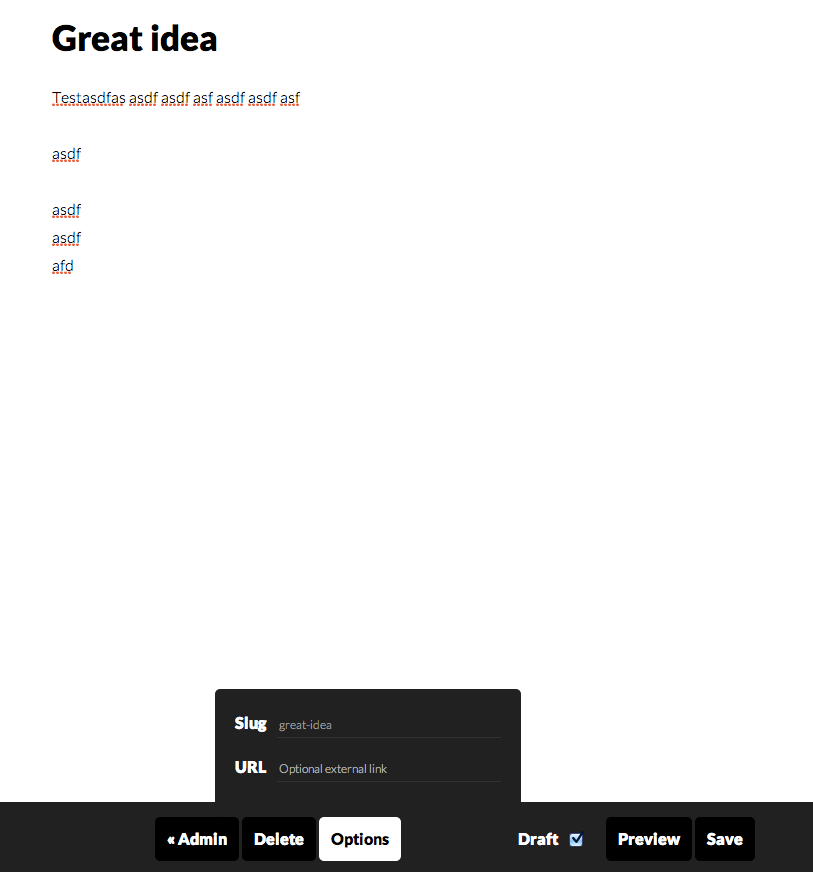 Great idea
Testasdfas asdf asdf asf asdf asdf asf
asdf
asdf
asdf
afd
Slug great-idea
URL Optional external link
« Admin Delete Options Draft Preview Save